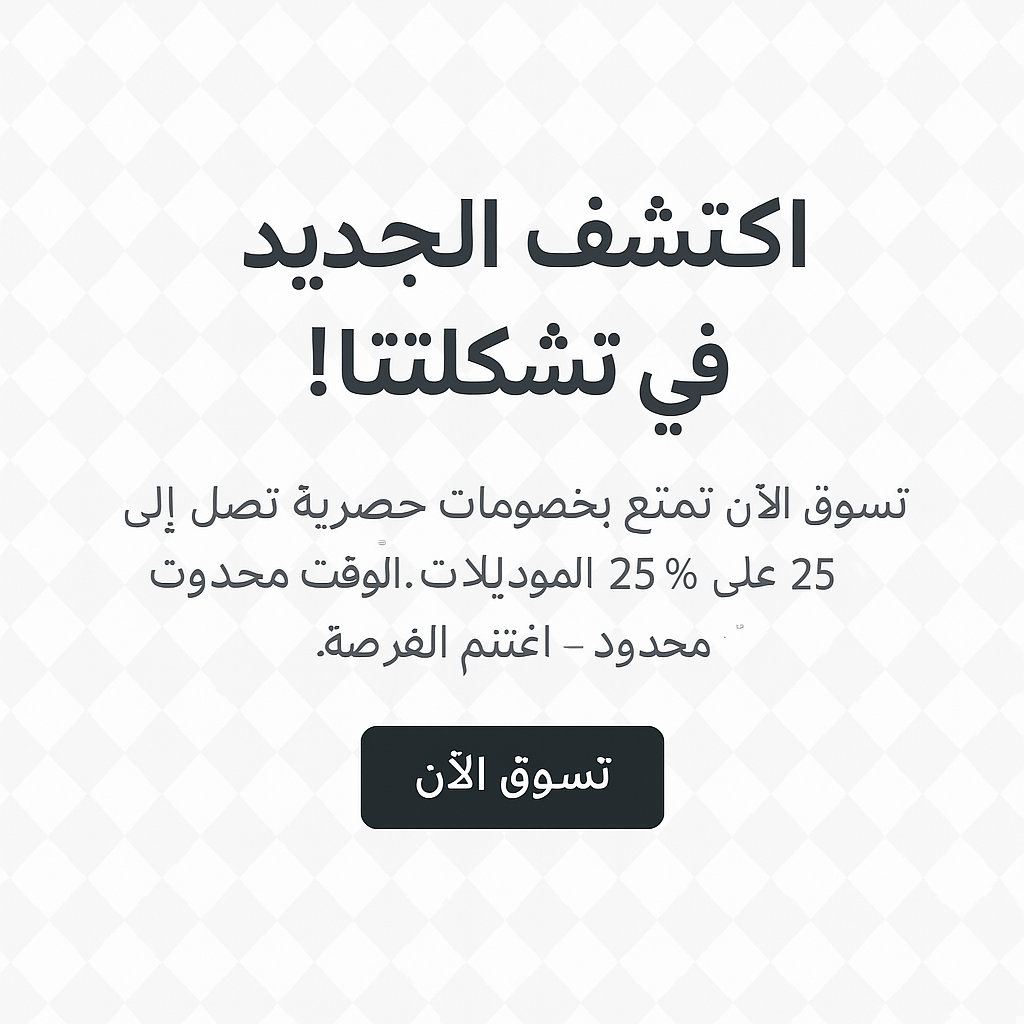 اكتشف الجديد
في تشكلتتا!
تسوق الآن تمتع بخصومات حصرية تصل إلى
25 على % 25 الموديلات.الوقت محدوت
محدود – اغتنم الفرصة.
تسوق الآن